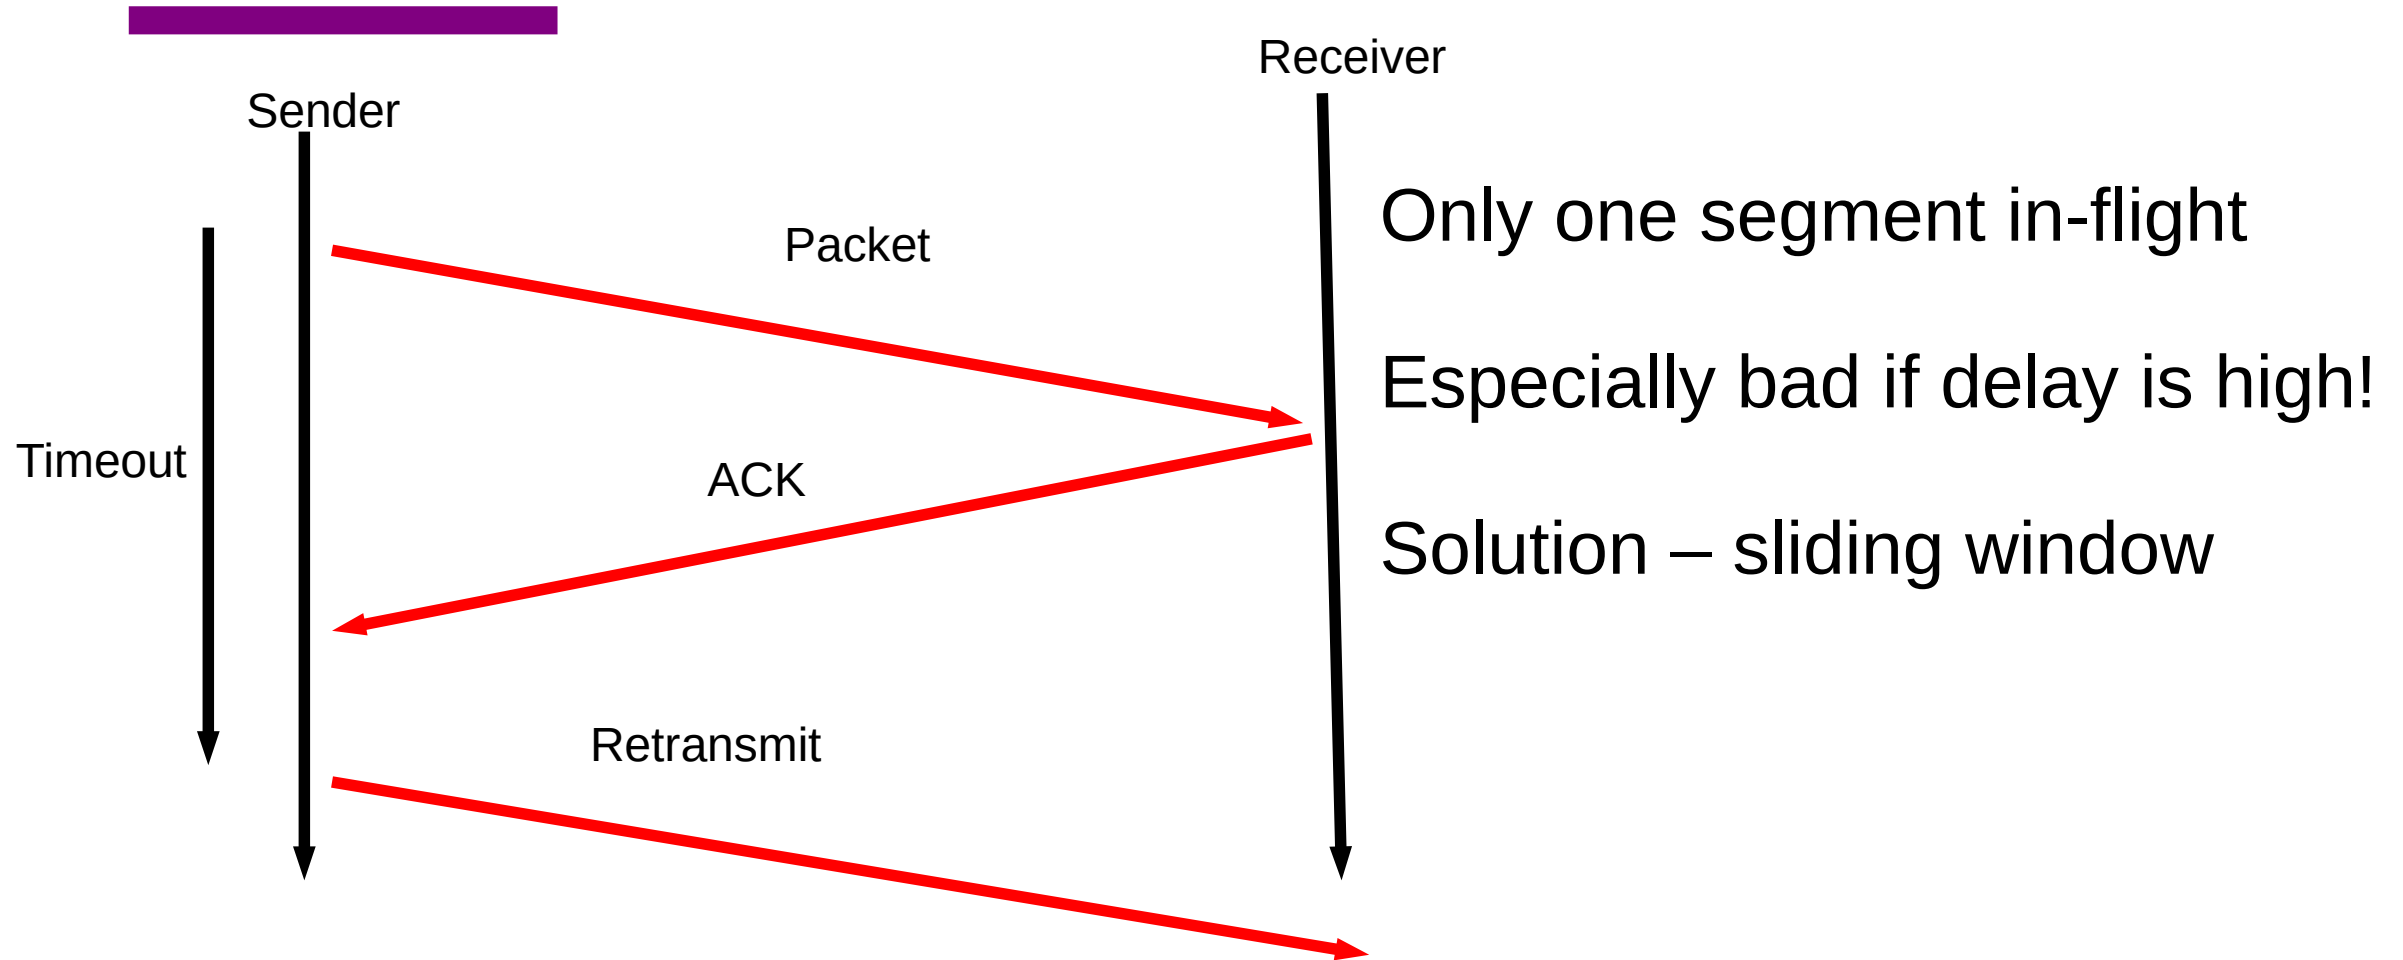 Receiver
Sender
Packet
Only one segment in-flight
Especially bad if delay is high!
Timeout
ACK
Solution – sliding window
Retransmit